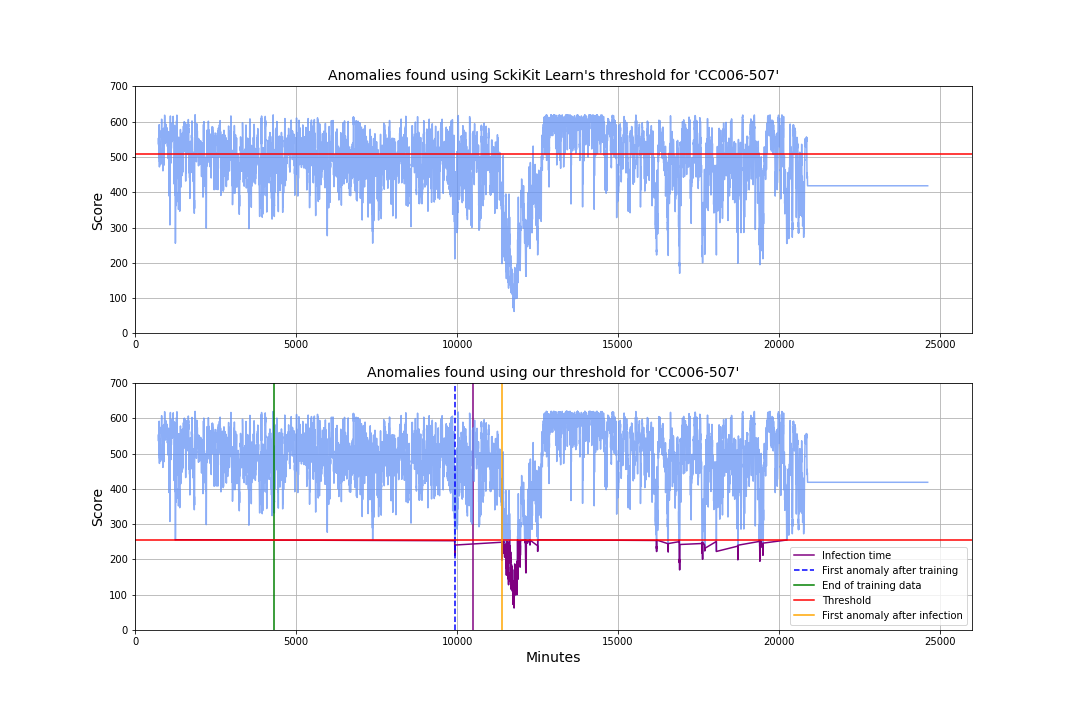 Anomalies found using SckiKit Learn's threshold for 'CC006-507'
700
600
500
400
300
200
100
0
Score
0 5000 10000 15000 20000 25000
Anomalies found using our threshold for 'CC006-507'
700
600
500
400
300
200
100
0
Score
Infection time
First anomaly after training
End of training data
Threshold
First anomaly after infection
0 5000 10000 15000 20000 25000
Minutes